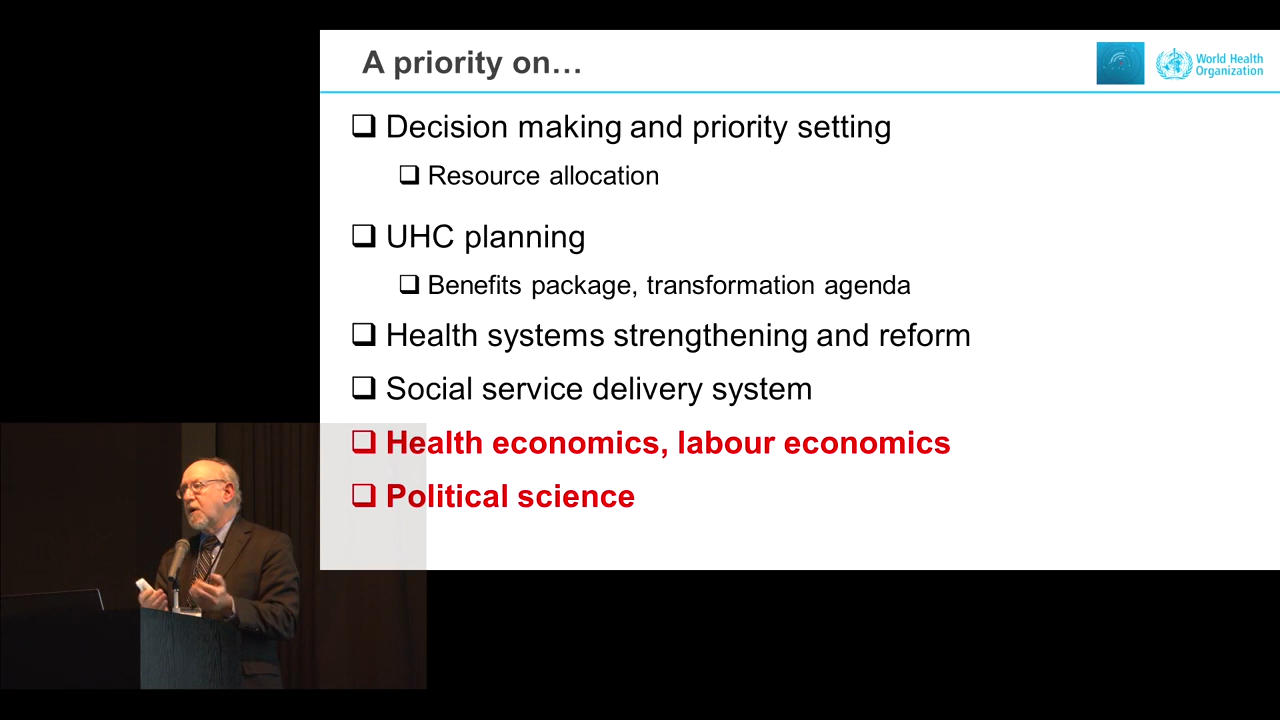 A priority on…
World Health
Organization
❑ Decision making and priority setting
❑ Resource allocation
❑ UHC planning
❑ Benefits package, transformation agenda
❑ Health systems strengthening and reform
❑ Social service delivery system
❑ Health economics, labour economics
❑ Political science